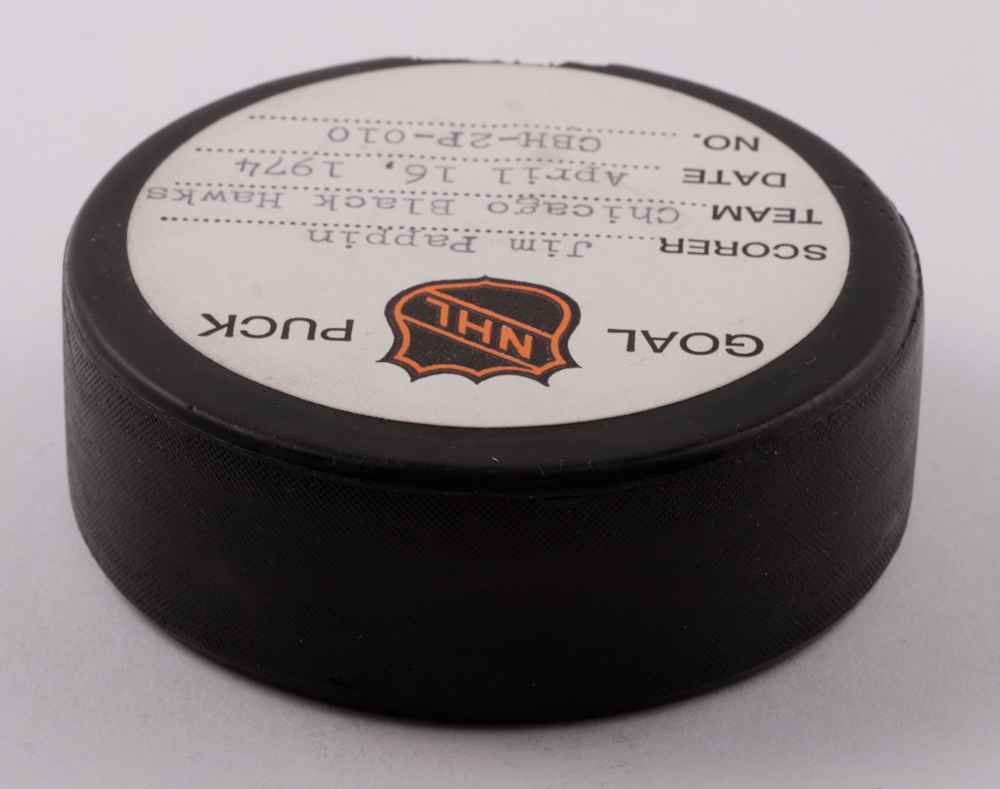 GOAL NHL PUCK
SCORER Jim Pappin
TEAM Chicago Black Hawks
DATE April 16, 1974
NO. CBH-2P-010